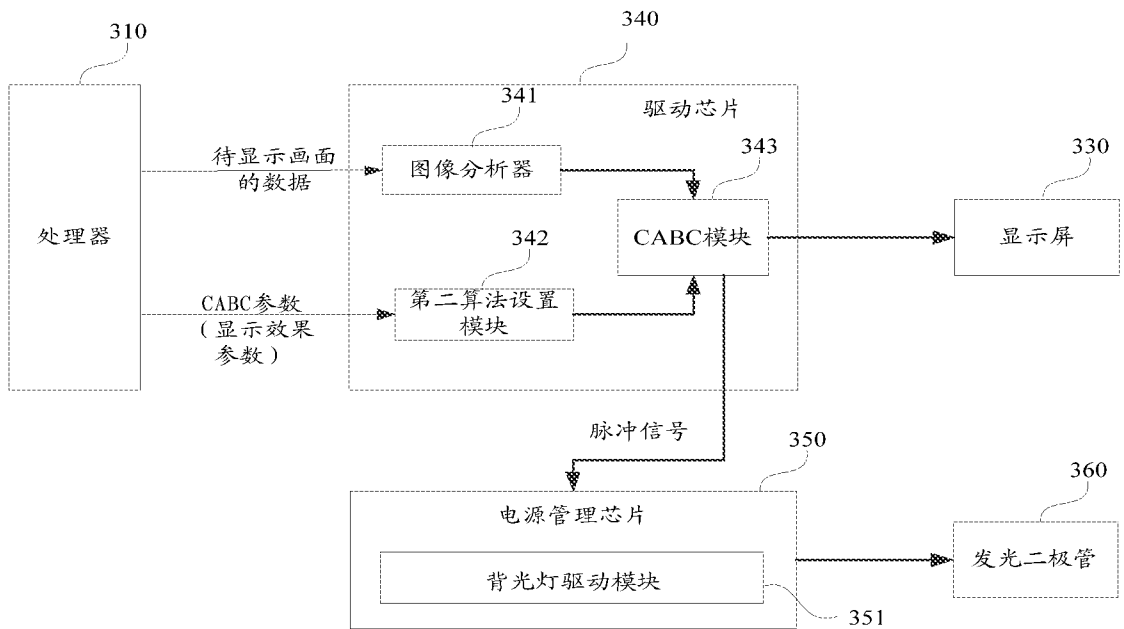 310
340
341
驱动芯片
343
330
待显示画面
的数据
图像分析器
处理器
CABC模块
显示屏
342
CABC参数
(显示效果
参数)
第二算法设置
模块
脉冲信号
350
360
电源管理芯片
发光二极管
背光灯驱动模块
351